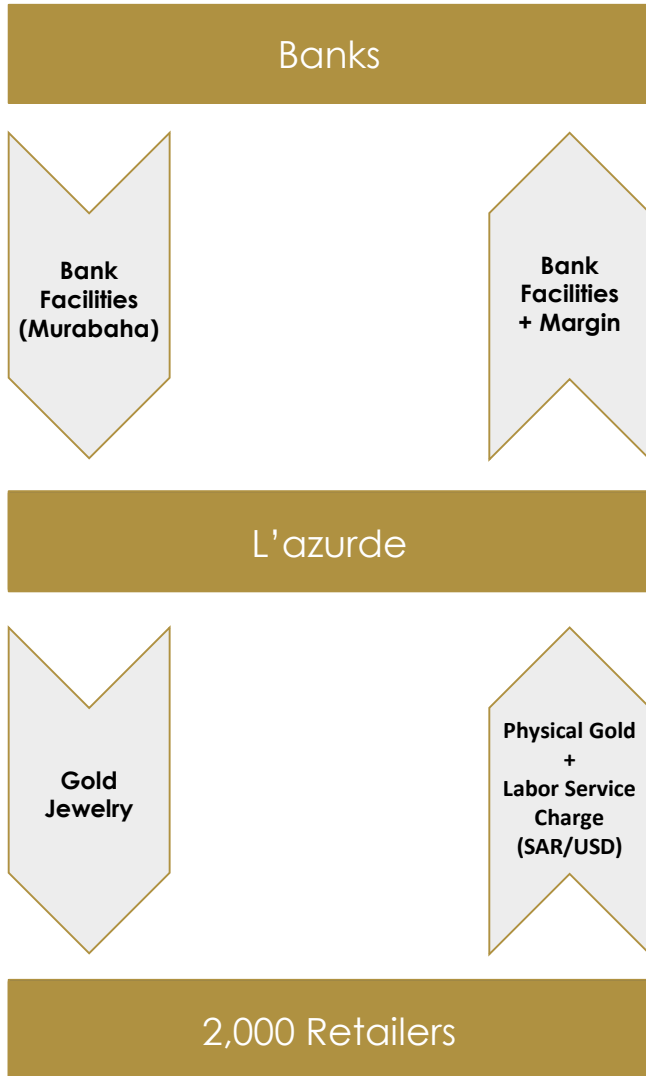 Banks
Bank
Facilities
(Murabaha)
Bank
Facilities
+ Margin
L’azurde
Gold
Jewelry
Physical Gold
+
Labor Service
Charge
(SAR/USD)
2,000 Retailers